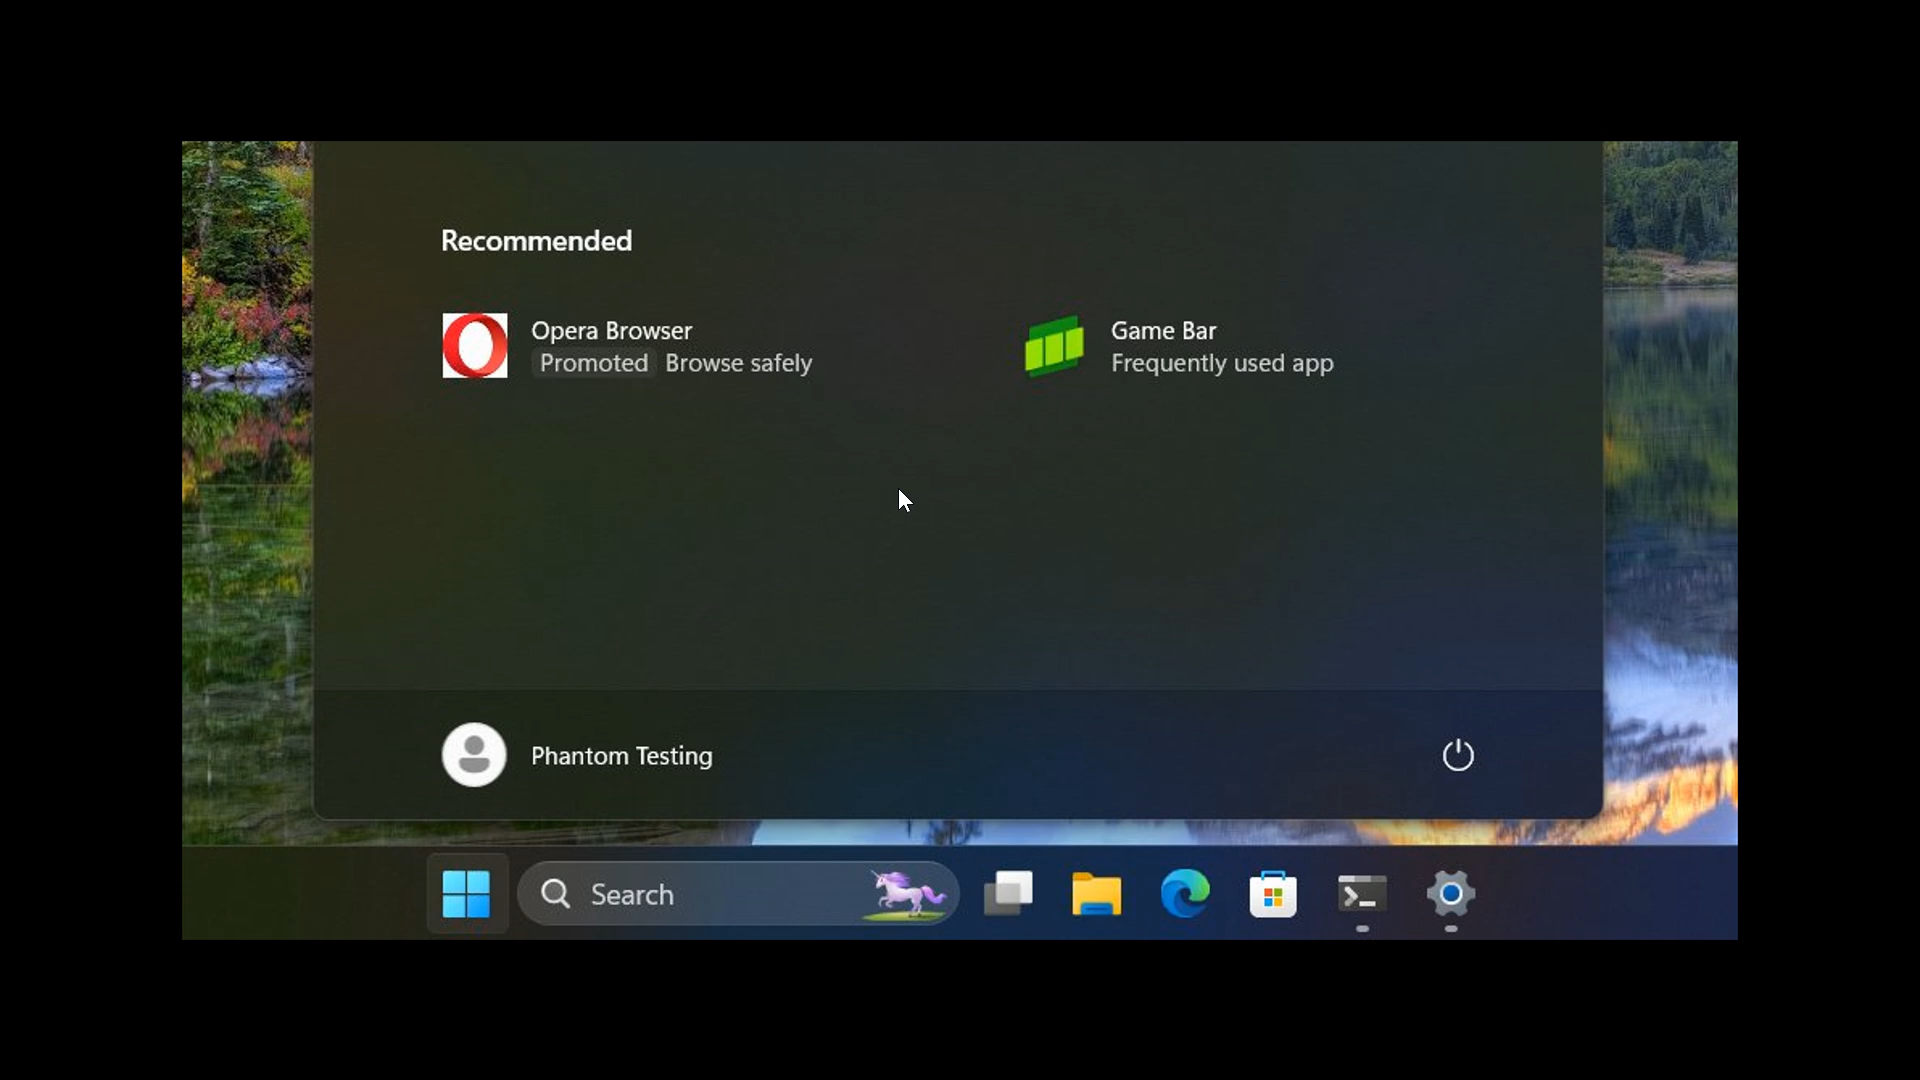 Recommended
Opera Browser
Promoted Browse safely
Game Bar
Frequently used app
Phantom Testing
Search